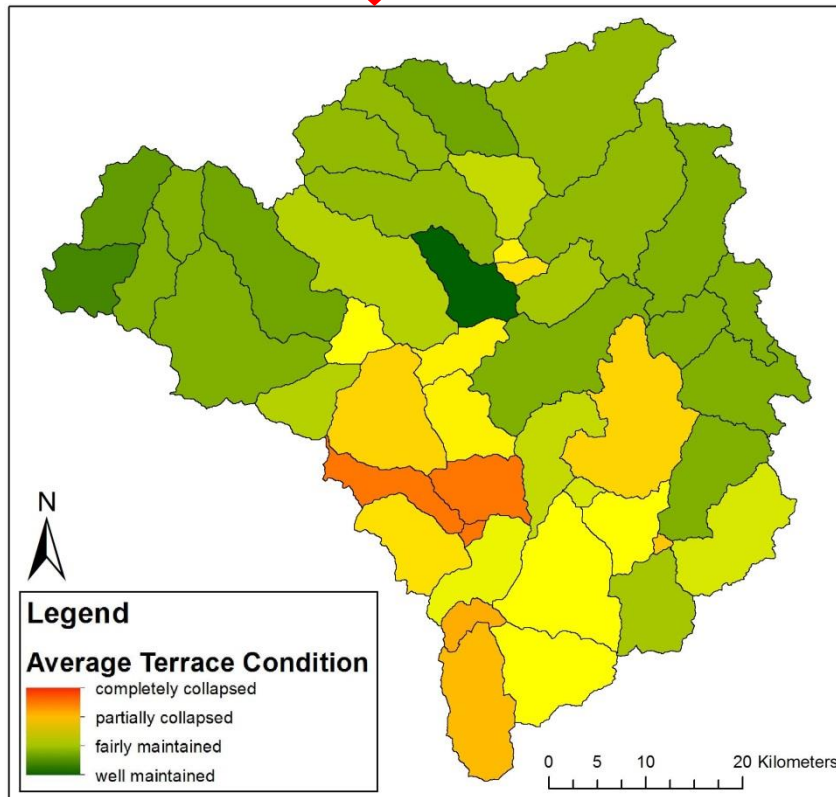 N
Legend
Average Terrace Condition
completely collapsed
partially collapsed
fairly maintained
well maintained
0 5 10 20 Kilometers